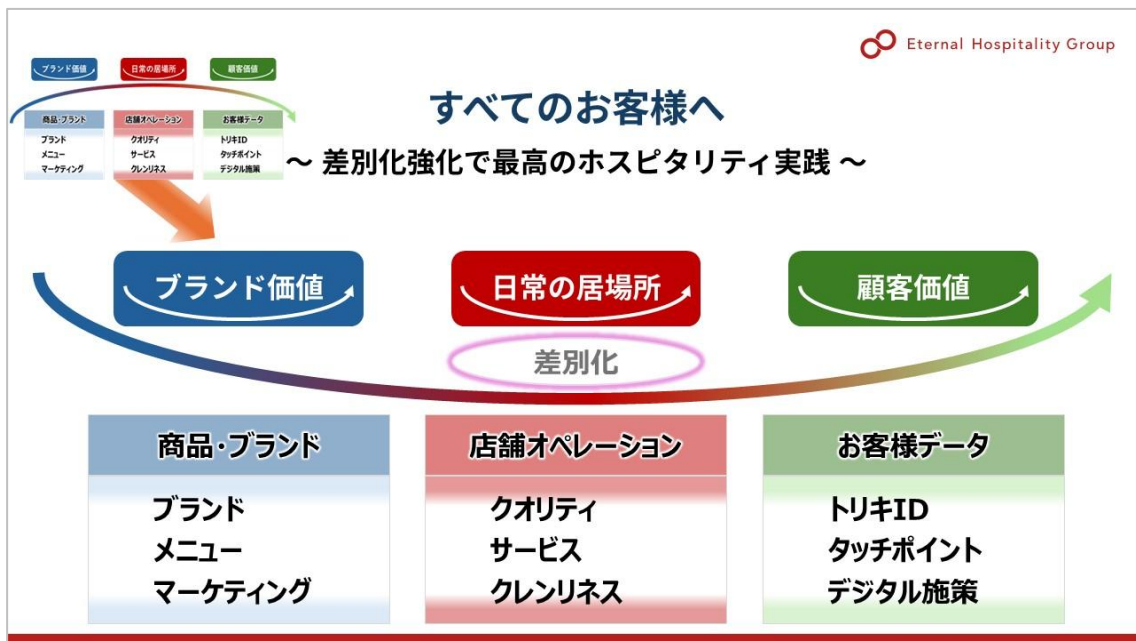 Eternal Hospitality Group
ブランド価値
日常の居場所
顧客価値
商品・ブランド
ブランド
メニュー
マーケティング
店舗オペレーション
クオリティ
サービス
クレンリネス
お客様データ
トリキID
タッチポイント
デジタル施策
すべてのお客様へ
～ 差別化強化で最高のホスピタリティ実践 ～
ブランド価値
日常の居場所
顧客価値
差別化
商品・ブランド
ブランド
メニュー
マーケティング
店舗オペレーション
クオリティ
サービス
クレンリネス
お客様データ
トリキID
タッチポイント
デジタル施策